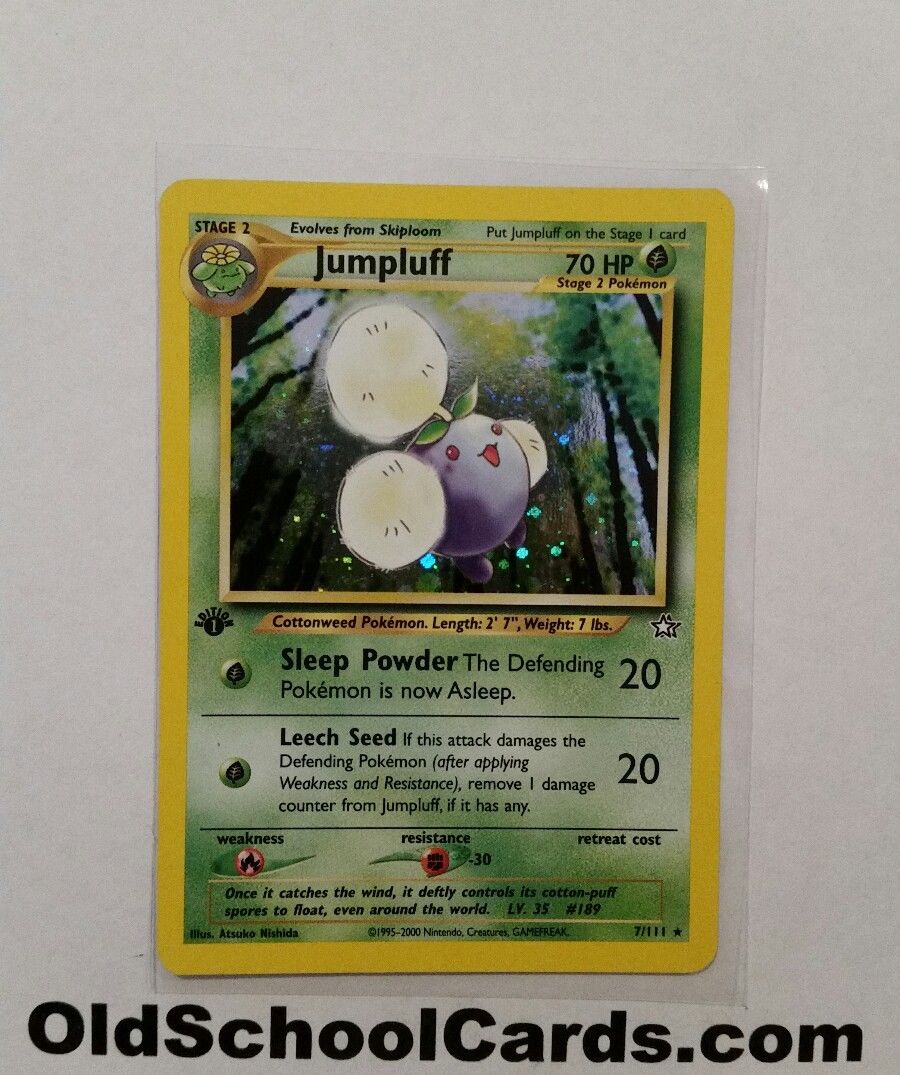 STAGE 2 Evolves from Skiploom Put Jumpluff on the Stage 1 card
Jumpluff 70 HP
Stage 2 Pokémon
EDITION
1
Cottonweed Pokémon. Length: 2' 7", Weight: 7 lbs.
Sleep Powder The Defending
Pokémon is now Asleep. 20
Leech Seed If this attack damages the
Defending Pokémon (after applying
Weakness and Resistance), remove 1 damage
counter from Jumpluff, if it has any. 20
weakness resistance retreat cost
-30
Once it catches the wind, it deftly controls its cotton-puff
spores to float, even around the world. LV. 35 #189
Illus. Atsuko Nishida ©1995-2000 Nintendo, Creatures, GAMEFREAK. 7/111 ★
OldSchoolCards.com